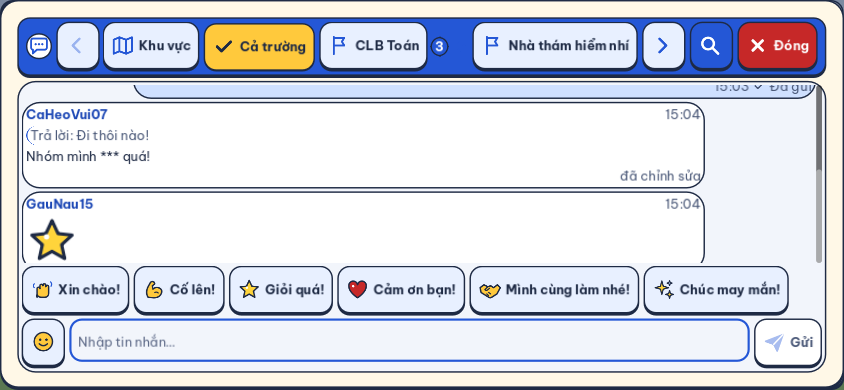 Khu vực
Cả trường
CLB Toán
3
Nhà thám hiểm nhí
Đóng
15:03
Đã gửi
CaHeoVui07
15:04
Trả lời: Đi thôi nào!
Nhóm mình *** quá!
đã chỉnh sửa
GauNau15
15:04
Xin chào!
Cố lên!
Giỏi quá!
Cảm ơn bạn!
Mình cùng làm nhé!
Chúc may mắn!
Nhập tin nhắn...
Gửi